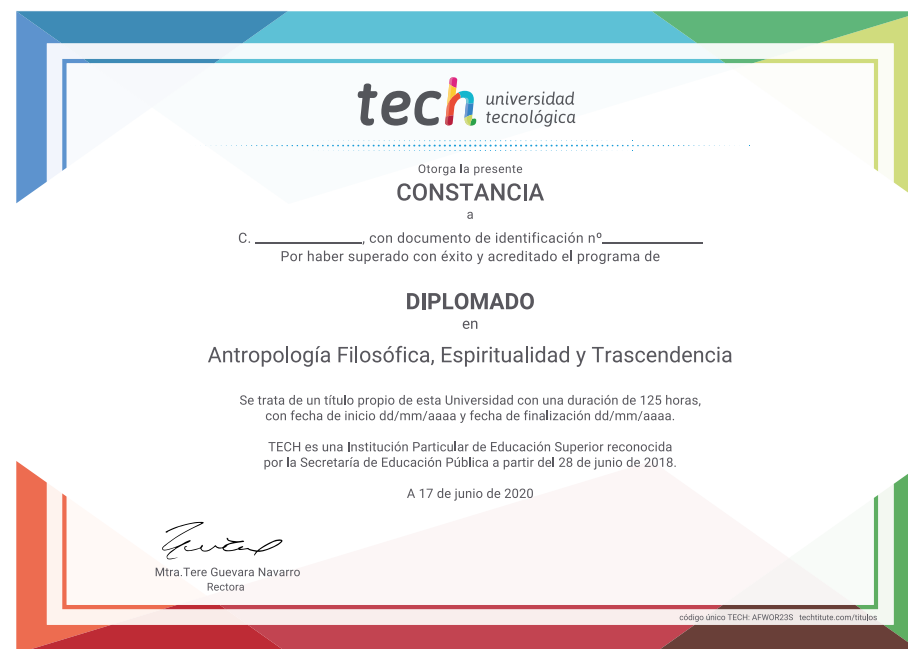 tech universidad
tecnológica
Otorga la presente
CONSTANCIA
a
C. ____________, con documento de identificación nº____________
Por haber superado con éxito y acreditado el programa de
DIPLOMADO
en
Antropología Filosófica, Espiritualidad y Trascendencia
Se trata de un título propio de esta Universidad con una duración de 125 horas,
con fecha de inicio dd/mm/aaaa y fecha de finalización dd/mm/aaaa.
TECH es una Institución Particular de Educación Superior reconocida
por la Secretaría de Educación Pública a partir del 28 de junio de 2018.
A 17 de junio de 2020
Mtra.Tere Guevara Navarro
Rectora
código único TECH: AFWOR23S techtitute.com/titulos